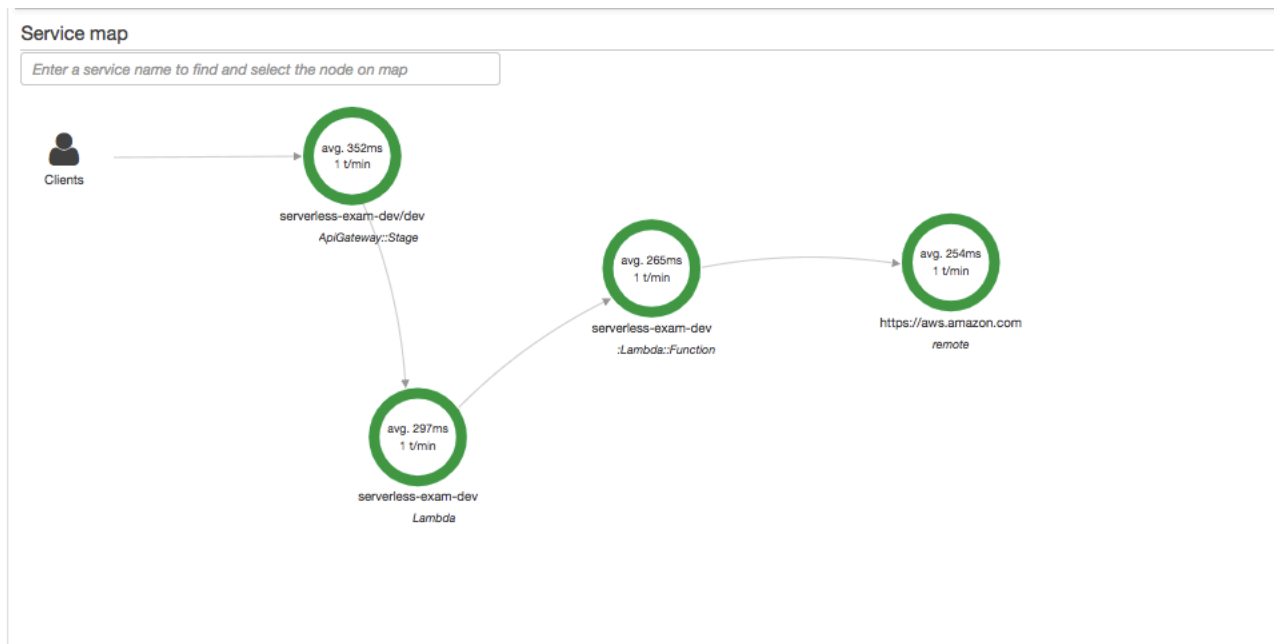 Service map
Enter a service name to find and select the node on map
Clients
avg. 352ms
1 t/min
serverless-exam-dev/dev
ApiGateway::Stage
avg. 297ms
1 t/min
serverless-exam-dev
Lambda
avg. 265ms
1 t/min
serverless-exam-dev
:Lambda::Function
avg. 254ms
1 t/min
https://aws.amazon.com
remote